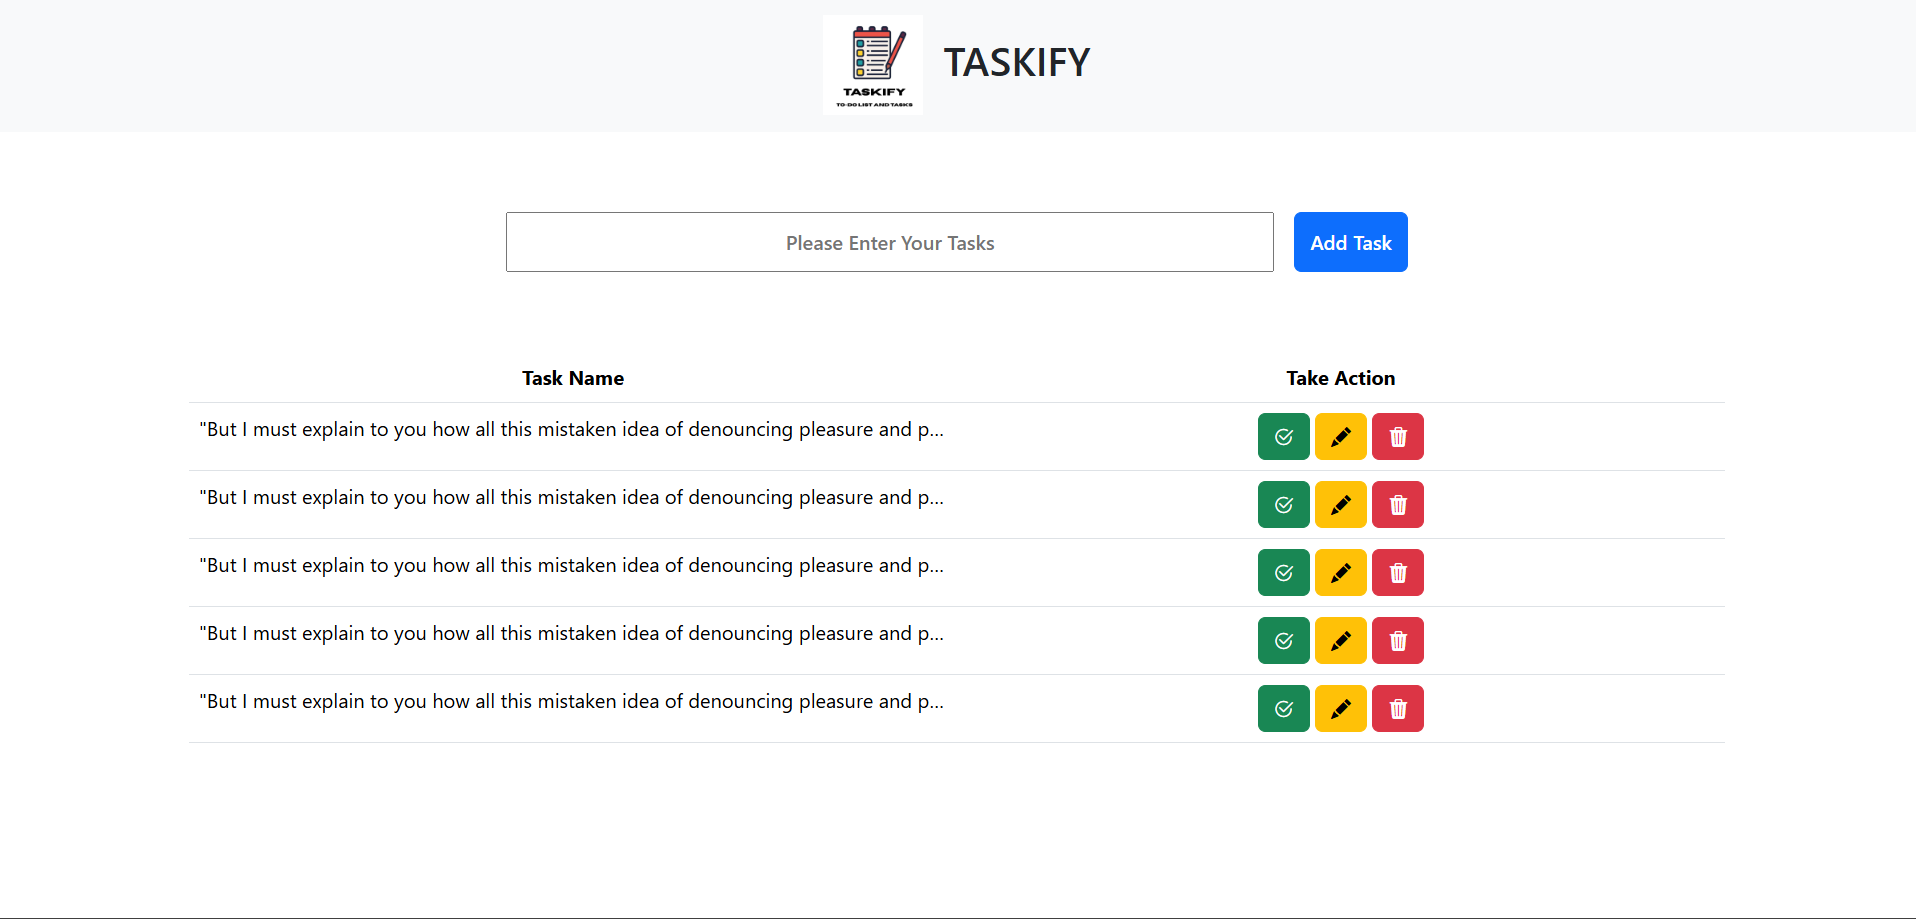 TASKIFY
TO-DO LIST AND TASKS
TASKIFY
Please Enter Your Tasks
Add Task
Task Name Take Action
"But I must explain to you how all this mistaken idea of denouncing pleasure and p...
"But I must explain to you how all this mistaken idea of denouncing pleasure and p...
"But I must explain to you how all this mistaken idea of denouncing pleasure and p...
"But I must explain to you how all this mistaken idea of denouncing pleasure and p...
"But I must explain to you how all this mistaken idea of denouncing pleasure and p...